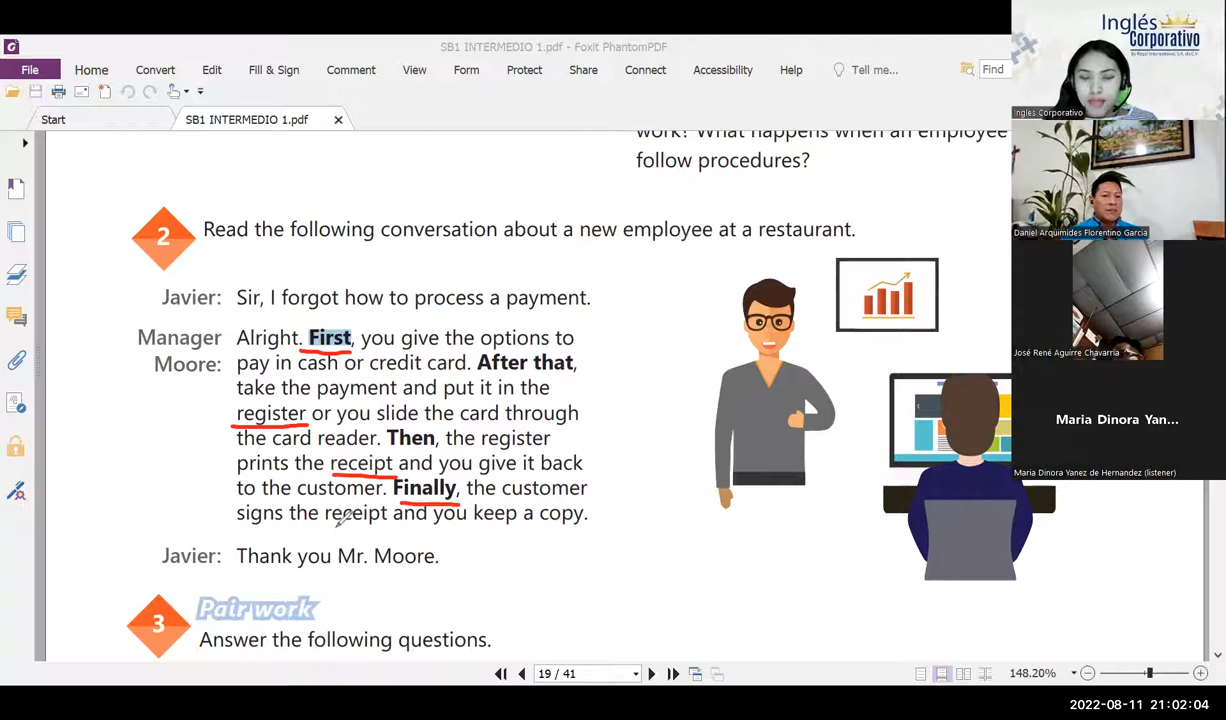 SB1 INTERMEDIO 1.pdf - Foxit PhantomPDF
File Home Convert Edit Fill & Sign Comment View Form Protect Share Connect Accessibility Help Tell me... Find
Start SB1 INTERMEDIO 1.pdf
work? What happens when an employee
follow procedures?
2 Read the following conversation about a new employee at a restaurant.
Javier: Sir, I forgot how to process a payment.
Manager Alright. First, you give the options to
Moore: pay in cash or credit card. After that,
take the payment and put it in the
register or you slide the card through
the card reader. Then, the register
prints the receipt and you give it back
to the customer. Finally, the customer
signs the receipt and you keep a copy.
Javier: Thank you Mr. Moore.
3 Pair work
Answer the following questions.
19 / 41
148.20%
Inglés
Corporativo
By Regal International, S.A. de C.V.
Ingles Corporativo
Daniel Arquimides Florentino García
José René Aguirre Chavarría
Maria Dinora Yan...
Maria Dinora Yanez de Hernandez (listener)
2022-08-11 21:02:04